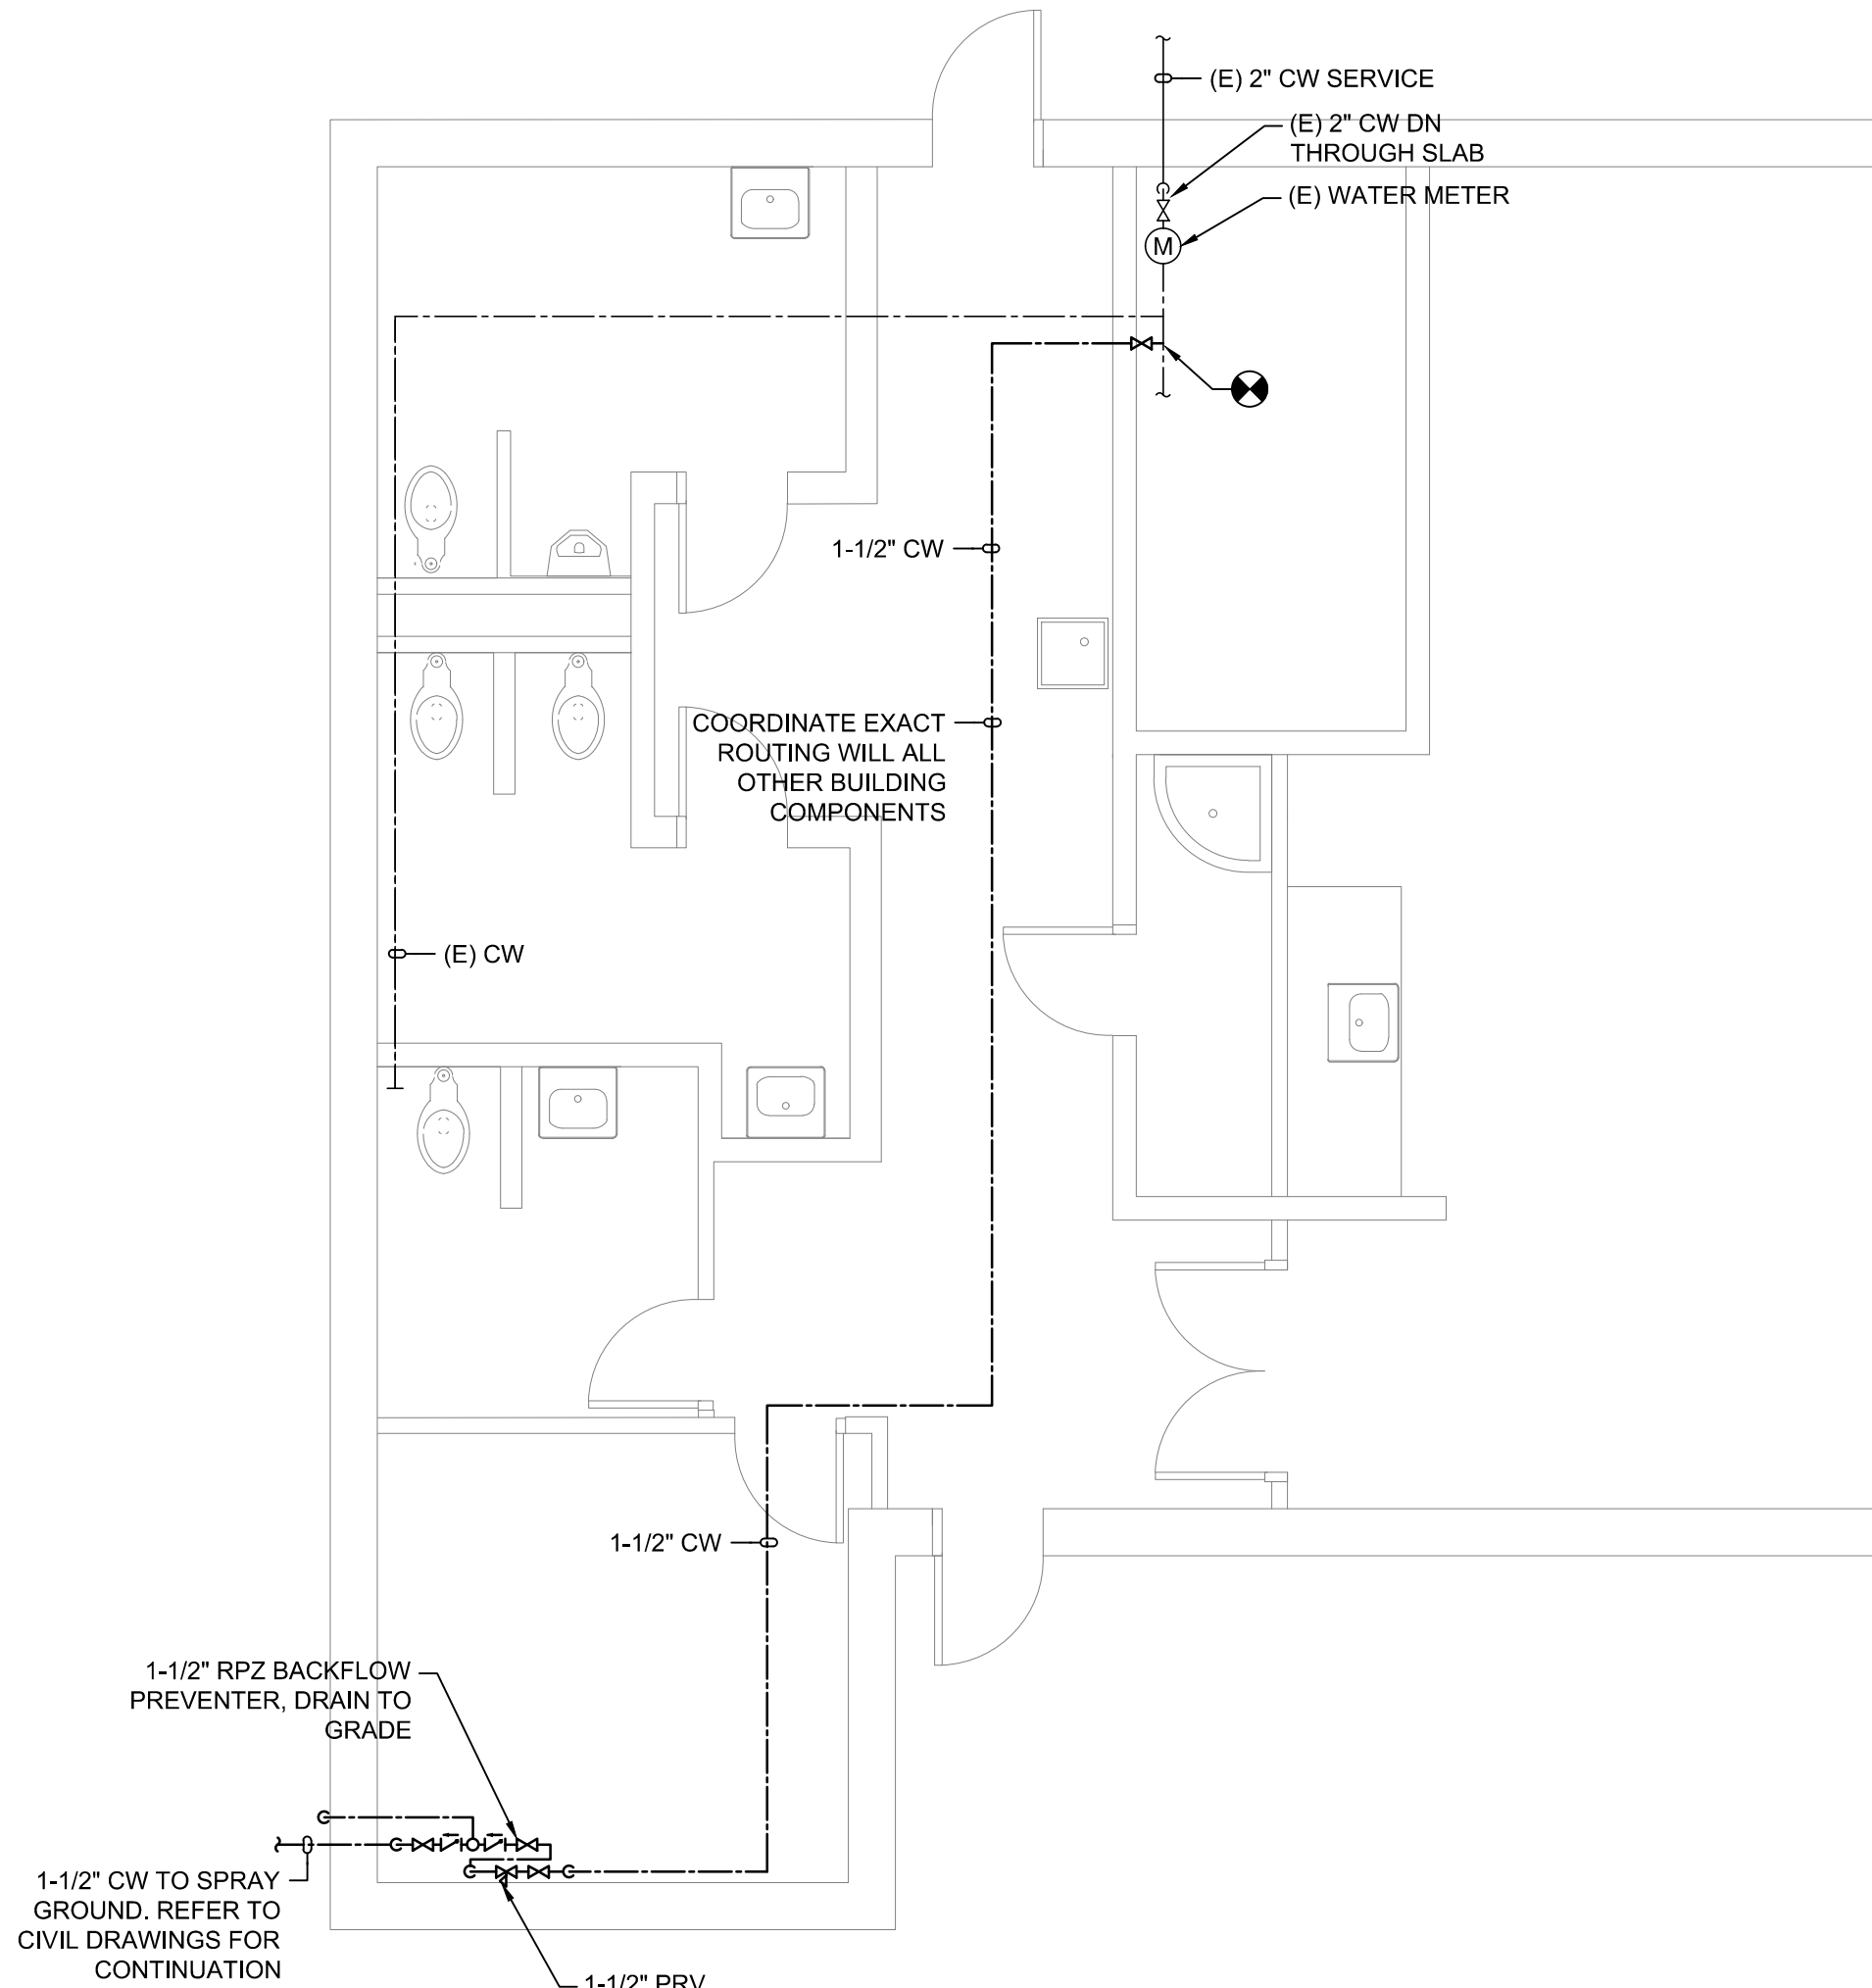 (E) 2" CW SERVICE
(E) 2" CW DN
THROUGH SLAB
(E) WATER METER
M
1-1/2" CW
COORDINATE EXACT
ROUTING WILL ALL
OTHER BUILDING
COMPONENTS
(E) CW
1-1/2" CW
1-1/2" RPZ BACKFLOW
PREVENTER, DRAIN TO
GRADE
1-1/2" CW TO SPRAY
GROUND. REFER TO
CIVIL DRAWINGS FOR
CONTINUATION
1-1/2" PRV